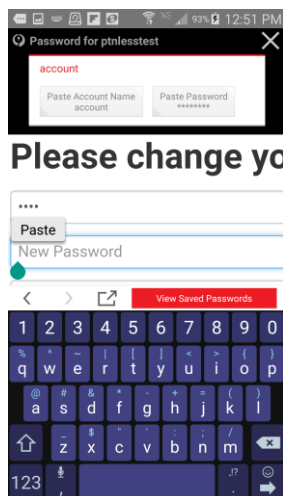 93% 12:51 PM
Password for ptnlesstest
account
Paste Account Name Paste Password
account ********
Please change yo
••••
Paste
New Password
View Saved Passwords
1 2 3 4 5 6 7 8 9 0
% ^ ~ | [ ] < > { }
q w e r t y u i o p
@ # & * - + = ( )
a s d f g h j k l
_ $ " ' : ; /
z x c v b n m
123 , .!?